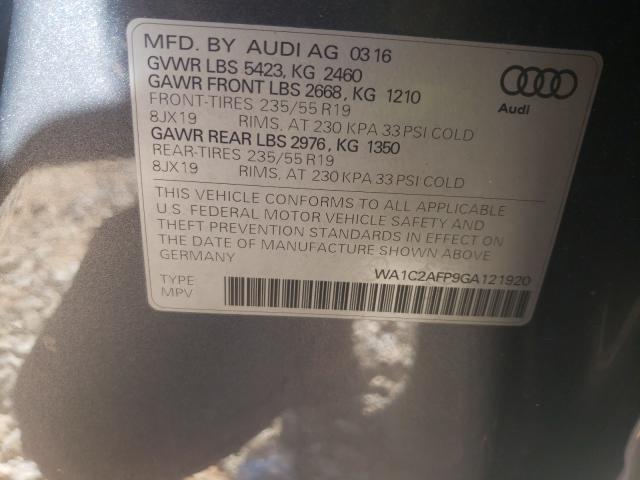 MFD. BY AUDI AG 03 16
GVWR LBS 5423, KG 2460
GAWR FRONT LBS 2668, KG 1210
FRONT-TIRES 235/55 R19
8JX19 RIMS, AT 230 KPA 33 PSI COLD
GAWR REAR LBS 2976, KG 1350
REAR-TIRES 235/55 R19
8JX19 RIMS, AT 230 KPA 33 PSI COLD
Audi
THIS VEHICLE CONFORMS TO ALL APPLICABLE
U.S. FEDERAL MOTOR VEHICLE SAFETY AND
THEFT PREVENTION STANDARDS IN EFFECT ON
THE DATE OF MANUFACTURE SHOWN ABOVE
GERMANY
WA1C2AFP9GA121920
TYPE
MPV